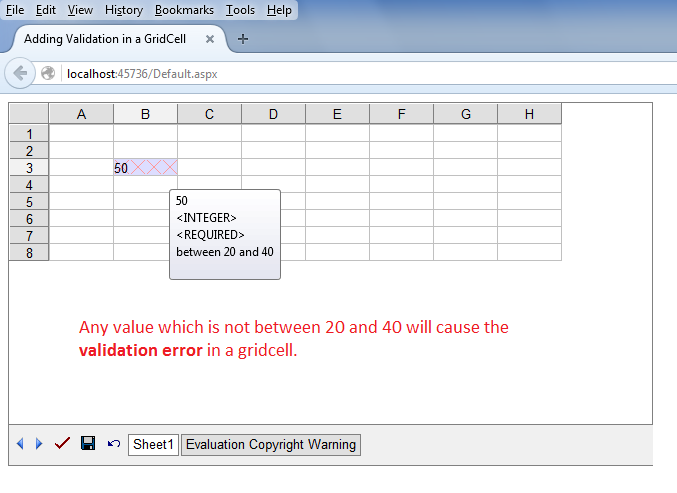 File Edit View History Bookmarks Tools Help
Adding Validation in a GridCell × +
localhost:45736/Default.aspx
A B C D E F G H
1
2
3 50
4
5
6
7
8
50
<INTEGER>
<REQUIRED>
between 20 and 40
Any value which is not between 20 and 40 will cause the
validation error in a gridcell.
Sheet1 Evaluation Copyright Warning